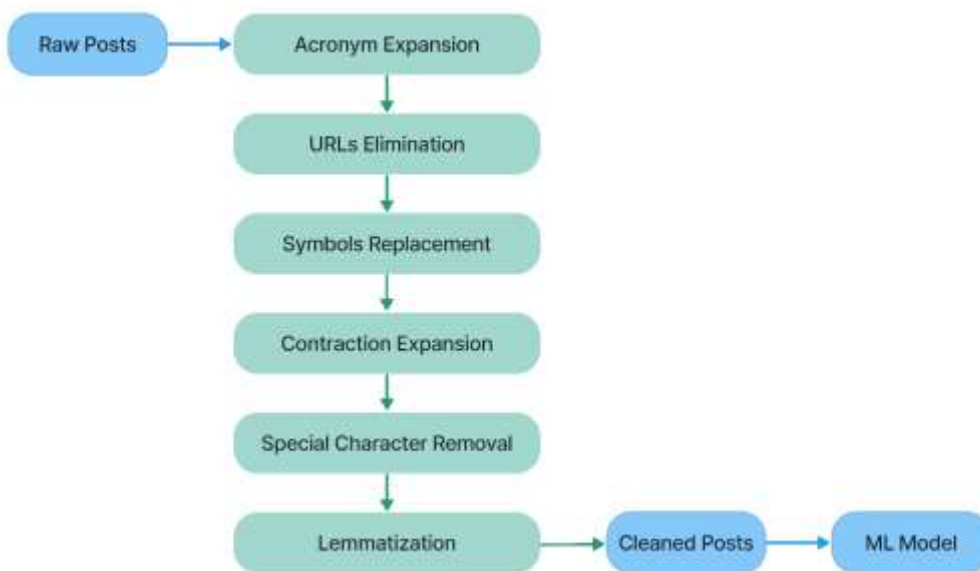 Raw Posts
Acronym Expansion
URLs Elimination
Symbols Replacement
Contraction Expansion
Special Character Removal
Lemmatization
Cleaned Posts
ML Model